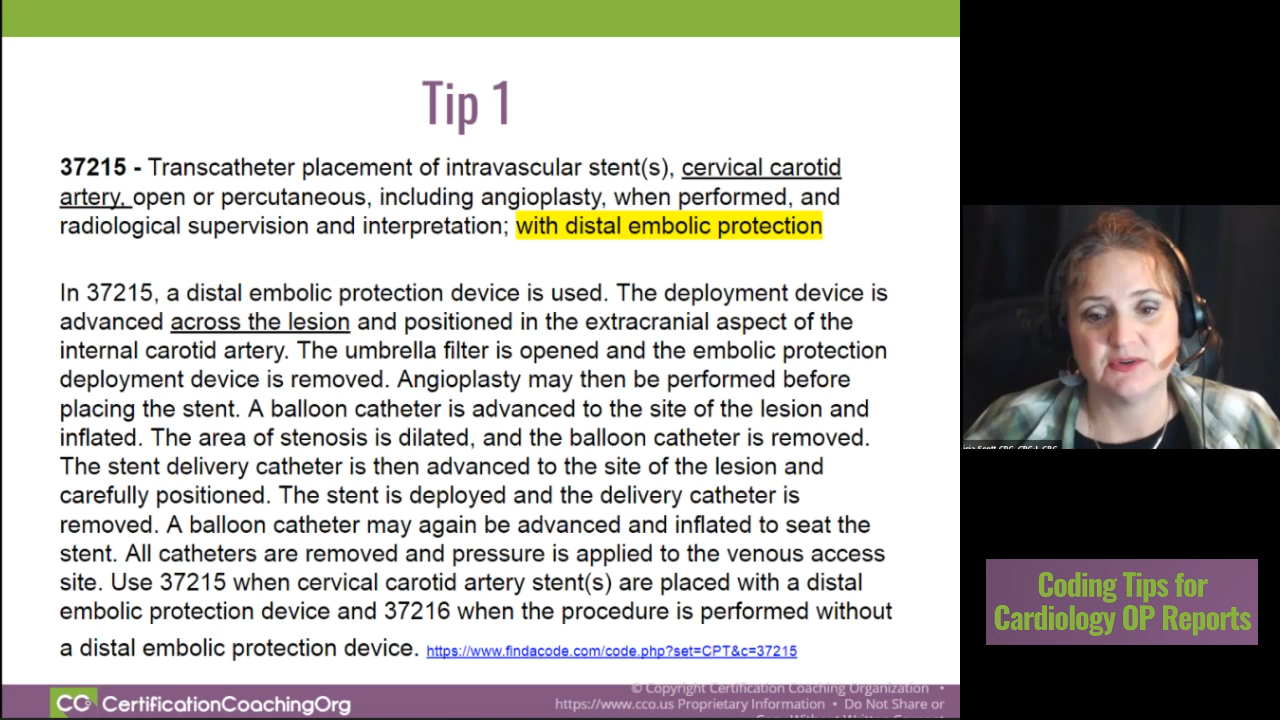 Tip 1
37215 - Transcatheter placement of intravascular stent(s), cervical carotid
artery, open or percutaneous, including angioplasty, when performed, and
radiological supervision and interpretation; with distal embolic protection
In 37215, a distal embolic protection device is used. The deployment device is
advanced across the lesion and positioned in the extracranial aspect of the
internal carotid artery. The umbrella filter is opened and the embolic protection
deployment device is removed. Angioplasty may then be performed before
placing the stent. A balloon catheter is advanced to the site of the lesion and
inflated. The area of stenosis is dilated, and the balloon catheter is removed.
The stent delivery catheter is then advanced to the site of the lesion and
carefully positioned. The stent is deployed and the delivery catheter is
removed. A balloon catheter may again be advanced and inflated to seat the
stent. All catheters are removed and pressure is applied to the venous access
site. Use 37215 when cervical carotid artery stent(s) are placed with a distal
embolic protection device and 37216 when the procedure is performed without
a distal embolic protection device. https://www.findacode.com/code.php?set=CPT&c=37215
CertificationCoachingOrg
© Copyright Certification Coaching Organization •
https://www.cco.us Proprietary Information • Do Not Share or
Coding Tips for
Cardiology OP Reports